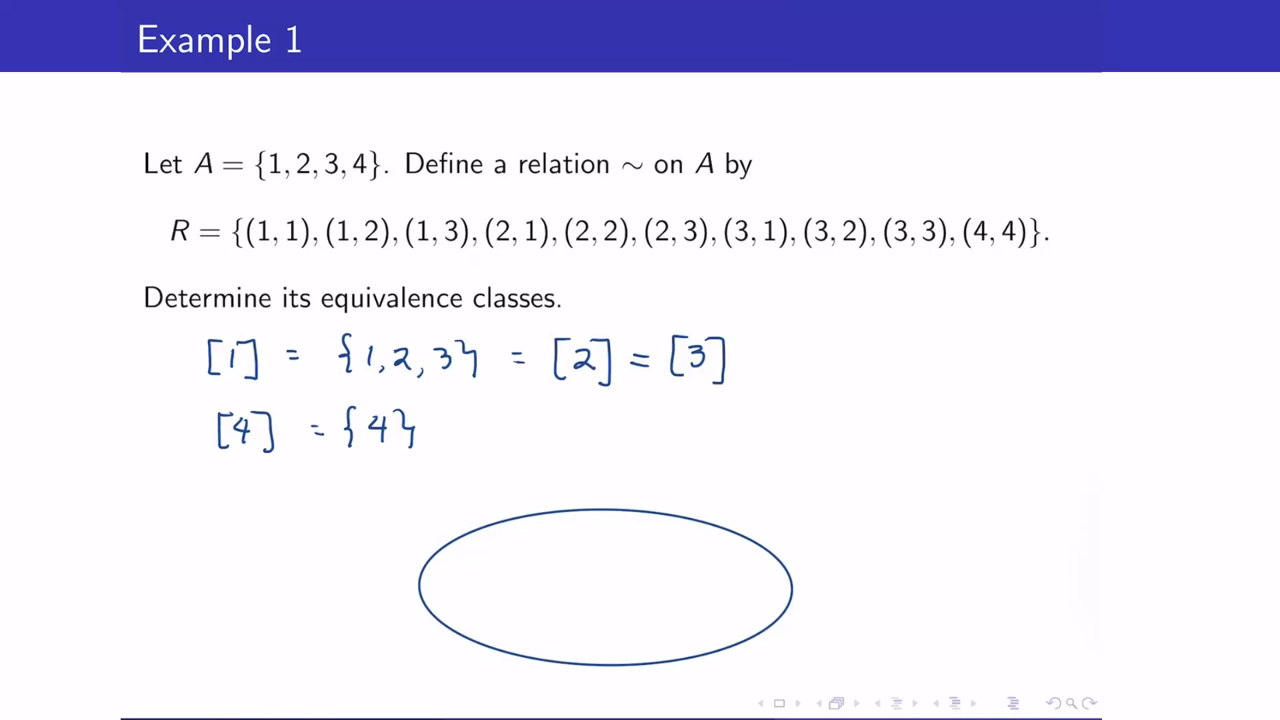 Example 1
Let A = {1, 2, 3, 4}. Define a relation ∼ on A by
R = {(1, 1), (1, 2), (1, 3), (2, 1), (2, 2), (2, 3), (3, 1), (3, 2), (3, 3), (4, 4)}.
Determine its equivalence classes.
[1] = {1, 2, 3} = [2] = [3]
[4] = {4}